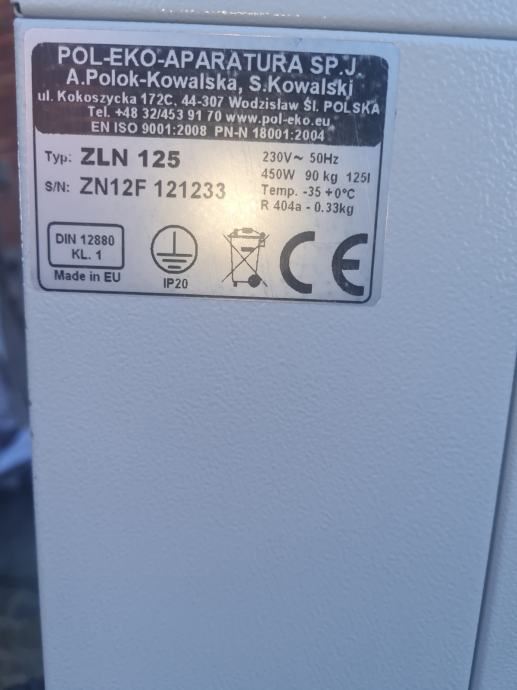 POL-EKO-APARATURA SP.J.
A.Polok-Kowalska, S.Kowalski
ul. Kokoszycka 172C, 44-307 Wodzisław Śl. POLSKA
Tel. +48 32/453 91 70 www.pol-eko.eu
EN ISO 9001:2008 PN-N 18001:2004
Typ: ZLN 125
S/N: ZN12F 121233
230V~ 50Hz
450W 90 kg 125l
Temp. -35 +0°C
R 404a - 0.33kg
DIN 12880
KL. 1
Made in EU
IP20
CE